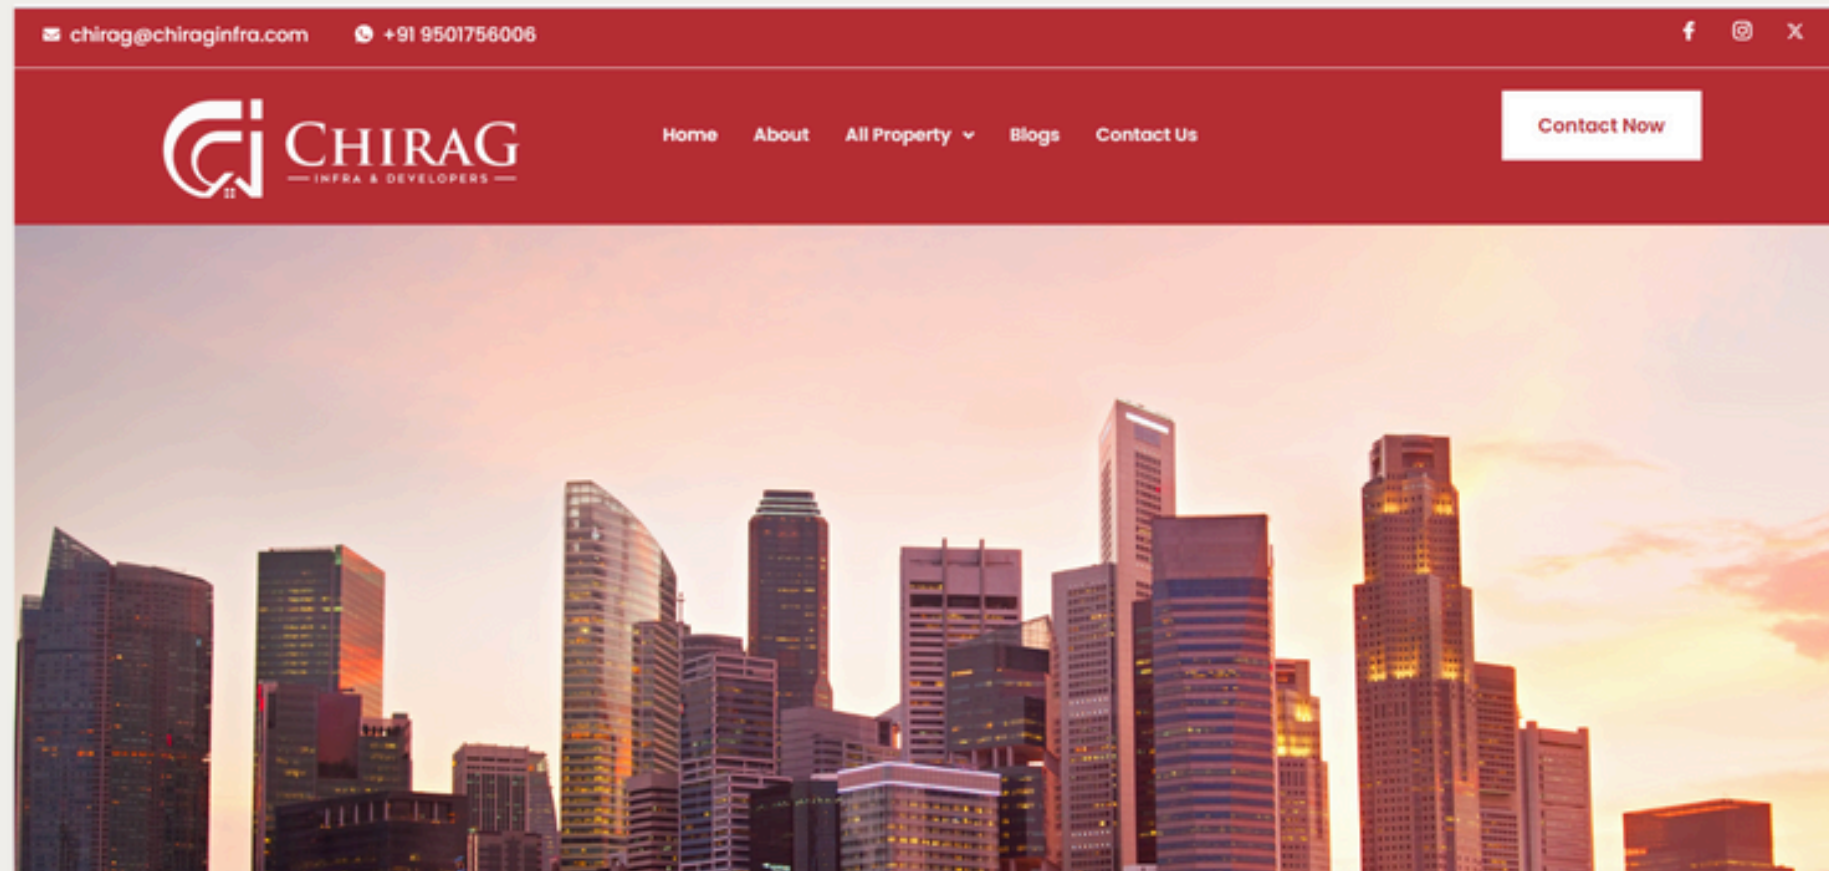 chirag@chiraginfra.com +91 9501756006
CHIRAG
INFRA & DEVELOPERS
Home About All Property Blogs Contact Us
Contact Now